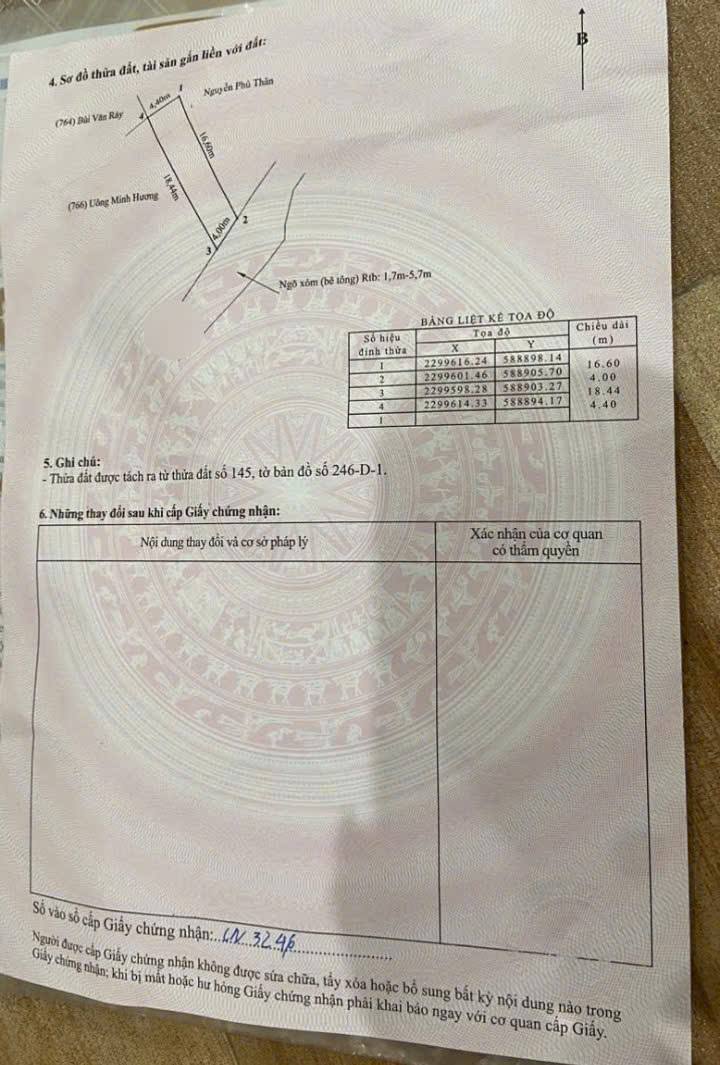 B
4. Sơ đồ thửa đất, tài sản gắn liền với đất:
1
4,40m
Nguyễn Phú Thân
(764) Bùi Văn Rây
4
16,60m
18,44m
(766) Uông Minh Hương
2
4,00m
3
Ngõ xóm (bê tông) Rtb: 1,7m-5,7m
BẢNG LIỆT KÊ TỌA ĐỘ
Số hiệu đỉnh thửa Tọa độ Chiều dài (m)
X Y
1 2299616.24 588898.14
16.60
2 2299601.46 588905.70
4.00
3 2299598.28 588903.27
18.44
4 2299614.33 588894.17
4.40
1
5. Ghi chú:
- Thửa đất được tách ra từ thửa đất số 145, tờ bản đồ số 246-D-1.
6. Những thay đổi sau khi cấp Giấy chứng nhận:
Nội dung thay đổi và cơ sở pháp lý
Xác nhận của cơ quan
có thẩm quyền
Số vào sổ cấp Giấy chứng nhận:
Người được cấp Giấy chứng nhận không được sửa chữa, tẩy xóa hoặc bổ sung bất kỳ nội dung nào trong
Giấy chứng nhận; khi bị mất hoặc hư hỏng Giấy chứng nhận phải khai báo ngay với cơ quan cấp Giấy.